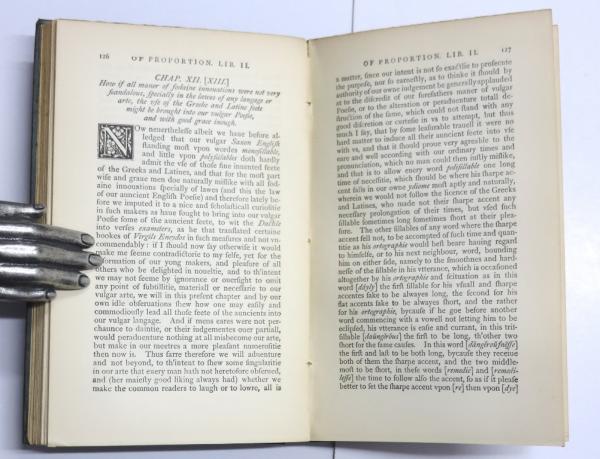 126
OF PROPORTION. LIB. II.
CHAP. XII. [XIIII.]
How if all maner of sodaine innouations were not very
ſcandalous, ſpecially in the lawes of any langage or
arte, the vſe of the Greeke and Latine feete
might be brought into our vulgar Poeſie,
and with good grace inough.
NOw neuertheleſſe albeit we haue before al-
ledged that our vulgar Saxon Engliſh
ſtanding moſt vpon wordes monoſillable,
and little vpon polyſillables doth hardly
admit the vſe of thoſe fine inuented feete
of the Greeks and Latines, and that for the moſt part
wiſe and graue men doe naturally miſlike with all ſod-
aine innouations ſpecially of lawes (and this the law
of our auncient Engliſh Poeſie) and therefore lately be-
fore we imputed it to a nice and ſcholaſticall curioſitie
in ſuch makers as haue ſought to bring into our vulgar
Poeſie ſome of the auncient feete, to wit the Dactile
into verſes exameters, as he that tranſlated certaine
bookes of Virgils Eneydos in ſuch meaſures and not vn-
commendably: if I ſhould now ſay otherwiſe it would
make me ſeeme contradictorie to my ſelfe, yet for the
information of our yong makers, and pleaſure of all
others who be delighted in noueltie, and to th'intent
we may not ſeeme by ignorance or ouerſight to omit
any point of ſubtillitie, materiall or neceſſarie to our
vulgar arte, we will in this preſent chapter and by our
own idle obſeruations ſhew how one may eaſily and
commodiouſly lead all thoſe feete of the auncients into
our vulgar langage. And if mens eares were not per-
chaunce to daintie, or their iudgementes ouer partiall,
would peraduenture nothing at all misbecome our arte,
but make in our meetres a more pleaſant numeroſitie
then now is. Thus farre therefore we will aduenture
and not beyond, to th'intent to ſhew ſome ſingularitie
in our arte that euery man hath not heretofore obſerued,
and (her maieſty good liking always had) whether we
make the common readers to laugh or to lowre, all is
OF PROPORTION. LIB. II.
127
a matter, ſince our intent is not ſo exactlie to proſecute
the purpoſe, nor ſo earneſtly, as to thinke it ſhould by
authority of our owne iudgement be generally applauded
at to the diſcredit of our forefathers maner of vulgar
Poeſie, or to the alteration or peraduenture totall de-
ſtruction of the ſame, which could not ſtand with any
good diſcretion or curteſie in vs to attempt, but thus
much I ſay, that by ſome leaſurable trauell it were no
hard matter to induce all their auncient feete into vſe
with vs, and that it ſhould proue very agreable to the
eare and well according with our ordinary times and
pronunciation, which no man could then iuſtly miſlike,
and that is to allow euery word poliſillable one long
time of neceſſitie, which ſhould be where his ſharpe ac-
cent falls in our owne ydiome moſt aptly and naturally,
wherein we would not follow the licence of the Greeks
and Latines, who made not their ſharpe accent any
neceſſary prolongation of their times, but vſed ſuch
ſillable ſometimes long ſometimes ſhort at their plea-
ſure. The other ſillables of any word where the ſharpe
accent fell not, to be accompted of ſuch time and quan-
titie as his ortographie would beſt beare hauing regard
to himſelfe, or to his next neighbour, word, bounding
him on either ſide, namely to the ſmoothnes and hard-
neſſe of the ſillable in his vtterance, which is occaſioned
altogether by his ortographie and ſcituation as in this
word [dáyly] the firſt ſillable for his vſuall and ſharpe
accentes ſake to be always long, the ſecond for his
flat accents ſake to be alwayes ſhort, and the rather
for his ortographie, bycauſe if he goe before another
word commencing with a vowell not letting him to be
eclipſed, his vtterance is eaſie and currant, in this triſ-
ſillable [daūngĕrŏus] the firſt to be long, th'other two
ſhort for the ſame cauſes. In this word [dāngĕrŏuſnēſſe]
the firſt and laſt to be both long, bycauſe they receiue
both of them the ſharpe accent, and the two middle-
moſt to be ſhort, in theſe words [remedie] and [remedi-
leſſe] the time to follow alſo the accent, ſo as if it pleaſe
better to ſet the ſharpe accent vpon [re] then vpon [dye]